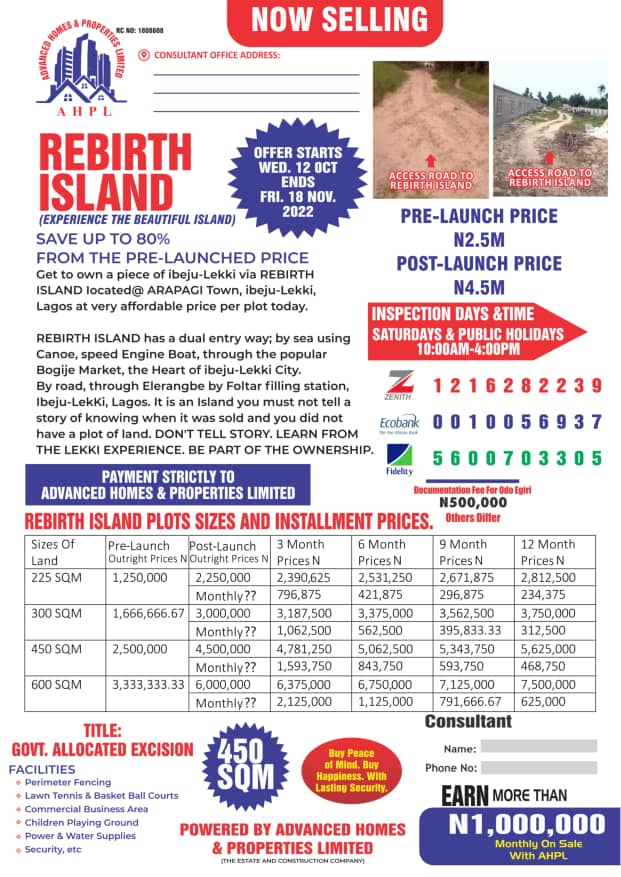 NOW SELLING
ADVANCED HOMES & PROPERTIES LIMITED
RC NO: 1808608
AHPL
CONSULTANT OFFICE ADDRESS:
REBIRTH
ISLAND
(EXPERIENCE THE BEAUTIFUL ISLAND)
OFFER STARTS
WED. 12 OCT
ENDS
FRI. 18 NOV.
2022
ACCESS ROAD TO
REBIRTH ISLAND
ACCESS ROAD TO
REBIRTH ISLAND
SAVE UP TO 80%
FROM THE PRE-LAUNCHED PRICE
Get to own a piece of ibeju-Lekki via REBIRTH
ISLAND located@ ARAPAGI Town, ibeju-Lekki,
Lagos at very affordable price per plot today.
REBIRTH ISLAND has a dual entry way; by sea using
Canoe, speed Engine Boat, through the popular
Bogije Market, the Heart of ibeju-Lekki City.
By road, through Elerangbe by Foltar filling station,
Ibeju-LekKi, Lagos. It is an Island you must not tell a
story of knowing when it was sold and you did not
have a plot of land. DON'T TELL STORY. LEARN FROM
THE LEKKI EXPERIENCE. BE PART OF THE OWNERSHIP.
PRE-LAUNCH PRICE
N2.5M
POST-LAUNCH PRICE
N4.5M
INSPECTION DAYS &TIME
SATURDAYS & PUBLIC HOLIDAYS
10:00AM-4:00PM
ZENITH
1216282239
Ecobank
The Pan African Bank
0010056937
Fidelity
5600703305
PAYMENT STRICTLY TO
ADVANCED HOMES & PROPERTIES LIMITED
Documentation Fee For Odo Egiri
N500,000
Others Differ
REBIRTH ISLAND PLOTS SIZES AND INSTALLMENT PRICES.
Sizes Of Land Pre-Launch Outright Prices N Post-Launch Outright Prices N 3 Month Prices N 6 Month Prices N 9 Month Prices N 12 Month Prices N
225 SQM 1,250,000 2,250,000 2,390,625 2,531,250 2,671,875 2,812,500
Monthly?? 796,875 421,875 296,875 234,375
300 SQM 1,666,666.67 3,000,000 3,187,500 3,375,000 3,562,500 3,750,000
Monthly?? 1,062,500 562,500 395,833.33 312,500
450 SQM 2,500,000 4,500,000 4,781,250 5,062,500 5,343,750 5,625,000
Monthly?? 1,593,750 843,750 593,750 468,750
600 SQM 3,333,333.33 6,000,000 6,375,000 6,750,000 7,125,000 7,500,000
Monthly?? 2,125,000 1,125,000 791,666.67 625,000
TITLE:
GOVT. ALLOCATED EXCISION
FACILITIES
Perimeter Fencing
Lawn Tennis & Basket Ball Courts
Commercial Business Area
Children Playing Ground
Power & Water Supplies
Security, etc
450
SQM
Buy Peace
of Mind. Buy
Happiness. With
Lasting Security.
POWERED BY ADVANCED HOMES
& PROPERTIES LIMITED
(THE ESTATE AND CONSTRUCTION COMPANY)
Consultant
Name:
Phone No:
EARN MORE THAN
N1,000,000
Monthly On Sale
With AHPL